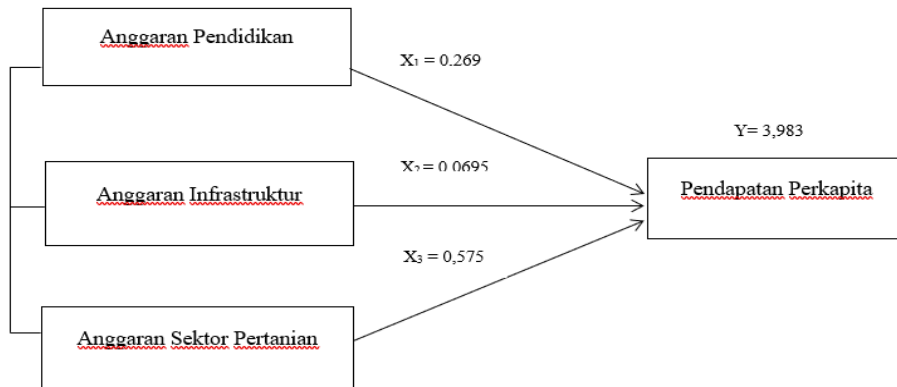 Anggaran Pendidikan
X₁ = 0.269
Y= 3,983
X₂ = 0.0695
Anggaran Infrastruktur
Pendapatan Perkapita
X₃ = 0,575
Anggaran Sektor Pertanian